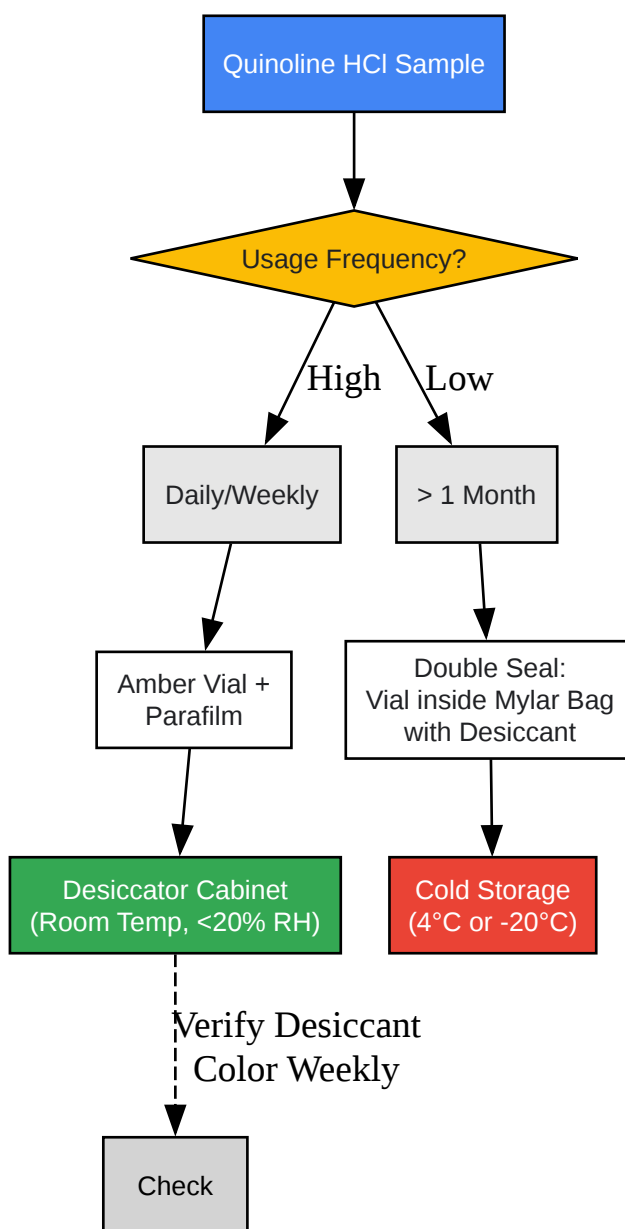 Quinoline HCl Sample
Usage Frequency?
High
Low
Daily/Weekly
> 1 Month
Amber Vial +
Parafilm
Double Seal:
Vial inside Mylar Bag
with Desiccant
Desiccator Cabinet
(Room Temp, <20% RH)
Cold Storage
(4°C or -20°C)
Verify Desiccant
Color Weekly
Check